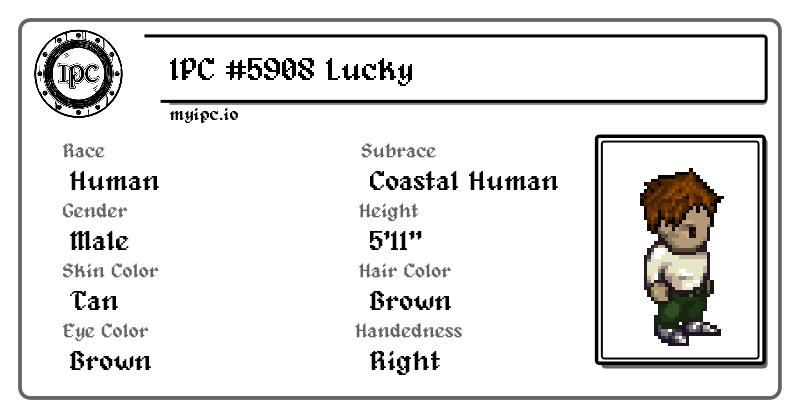 IPC
IPC #5908 Lucky
myipc.io
Race
Subrace
Human
Coastal Human
Gender
Height
Male
5'11"
Skin Color
Hair Color
Tan
Brown
Eye Color
Handedness
Brown
Right